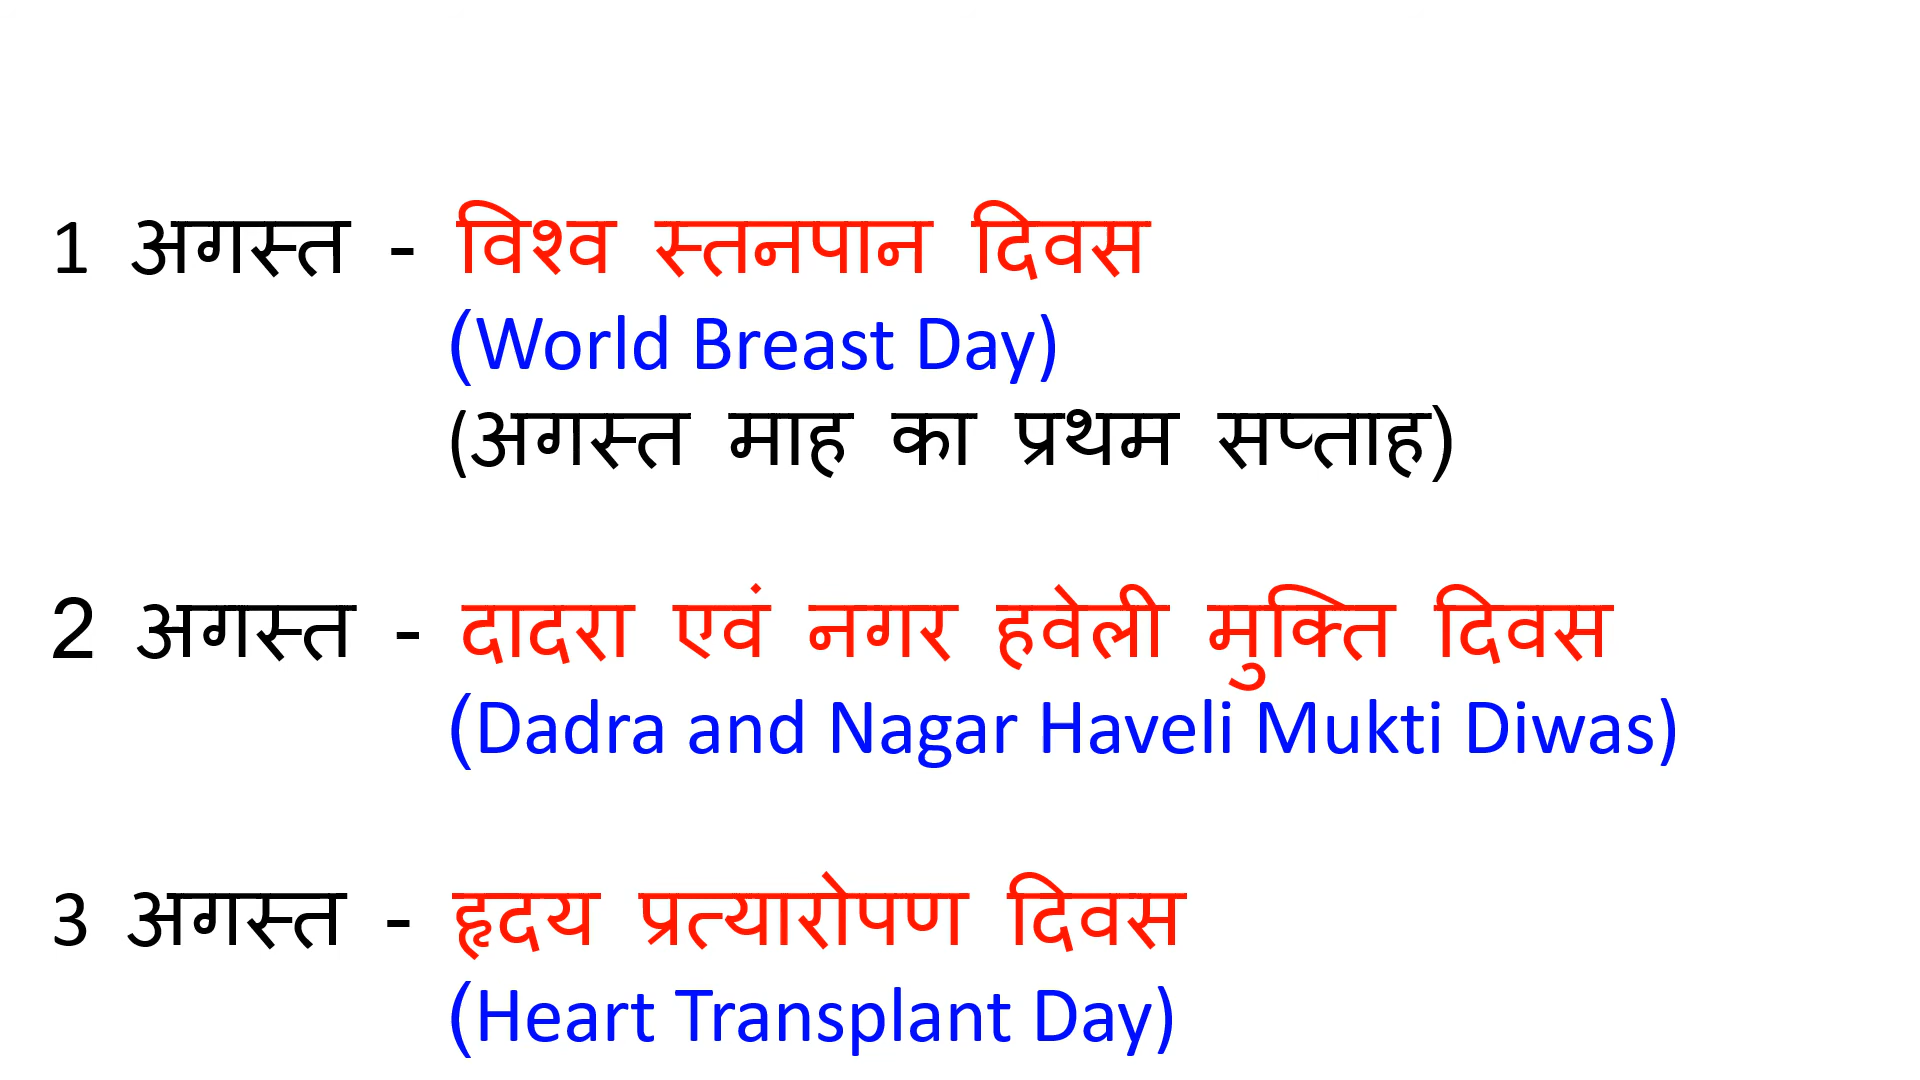 1 अगस्त - विश्व स्तनपान दिवस
(World Breast Day)
(अगस्त माह का प्रथम सप्ताह)
2 अगस्त - दादरा एवं नगर हवेली मुक्ति दिवस
(Dadra and Nagar Haveli Mukti Diwas)
3 अगस्त - हृदय प्रत्यारोपण दिवस
(Heart Transplant Day)